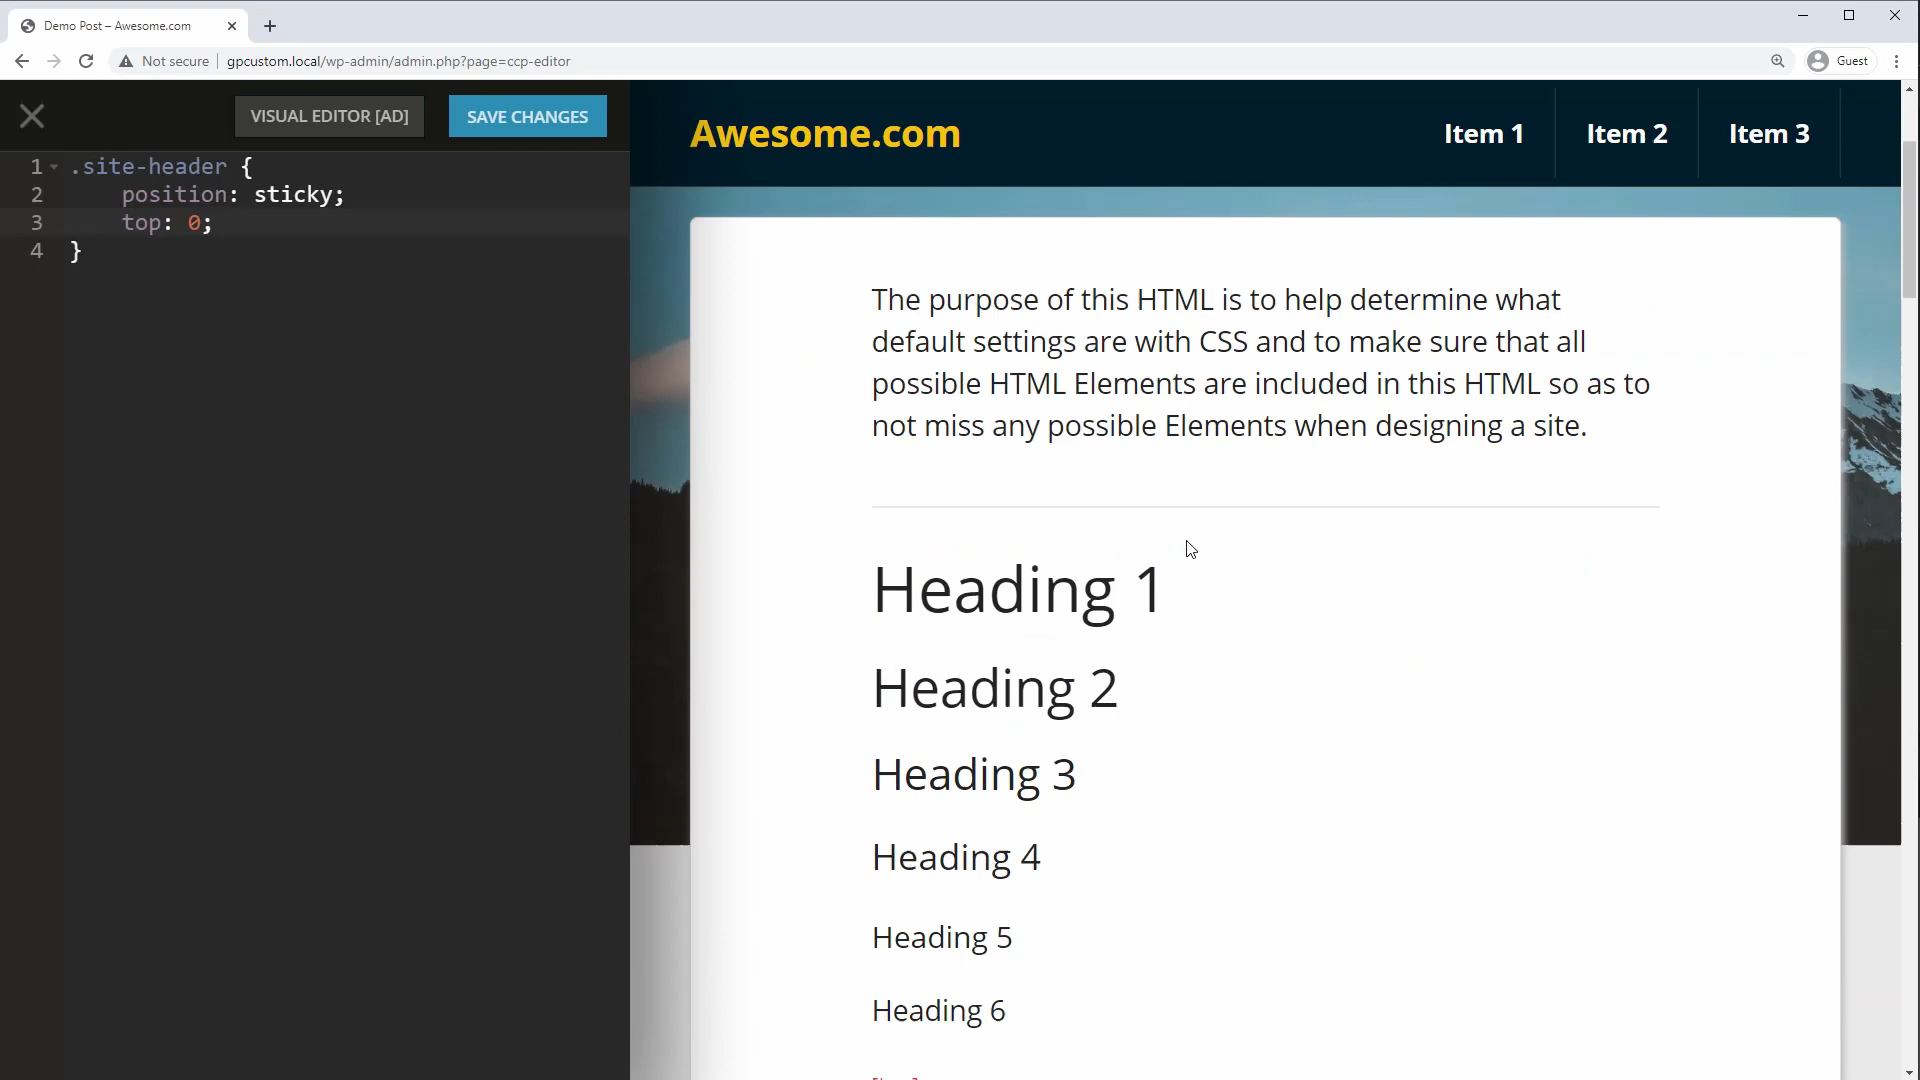 Demo Post – Awesome.com
Not secure gpcustom.local/wp-admin/admin.php?page=ccp-editor Guest
VISUAL EDITOR [AD] SAVE CHANGES
1 .site-header {
2 position: sticky;
3 top: 0;
4 }
Awesome.com Item 1 Item 2 Item 3
The purpose of this HTML is to help determine what
default settings are with CSS and to make sure that all
possible HTML Elements are included in this HTML so as to
not miss any possible Elements when designing a site.
Heading 1
Heading 2
Heading 3
Heading 4
Heading 5
Heading 6